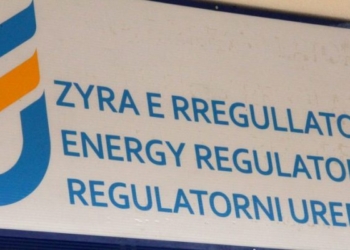 ZYRA E RREGULLATO
ENERGY REGULATO
REGULATORNI URE